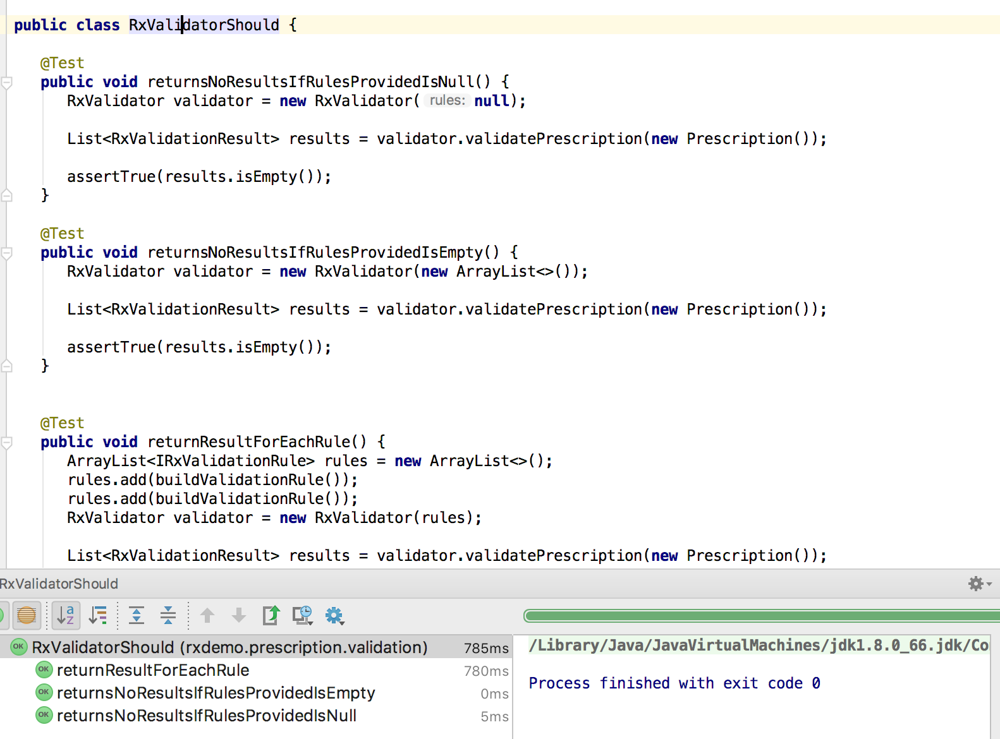 public class RxValidatorShould {
@Test
public void returnsNoResultsIfRulesProvidedIsNull() {
RxValidator validator = new RxValidator( rules: null);
List<RxValidationResult> results = validator.validatePrescription(new Prescription());
assertTrue(results.isEmpty());
}
@Test
public void returnsNoResultsIfRulesProvidedIsEmpty() {
RxValidator validator = new RxValidator(new ArrayList<>());
List<RxValidationResult> results = validator.validatePrescription(new Prescription());
assertTrue(results.isEmpty());
}
@Test
public void returnResultForEachRule() {
ArrayList<IRxValidationRule> rules = new ArrayList<>();
rules.add(buildValidationRule());
rules.add(buildValidationRule());
RxValidator validator = new RxValidator(rules);
List<RxValidationResult> results = validator.validatePrescription(new Prescription());
RxValidatorShould
OK RxValidatorShould (rxdemo.prescription.validation) 785ms
OK returnResultForEachRule 780ms
OK returnsNoResultsIfRulesProvidedIsEmpty 0ms
OK returnsNoResultsIfRulesProvidedIsNull 5ms
/Library/Java/JavaVirtualMachines/jdk1.8.0_66.jdk/Co
Process finished with exit code 0